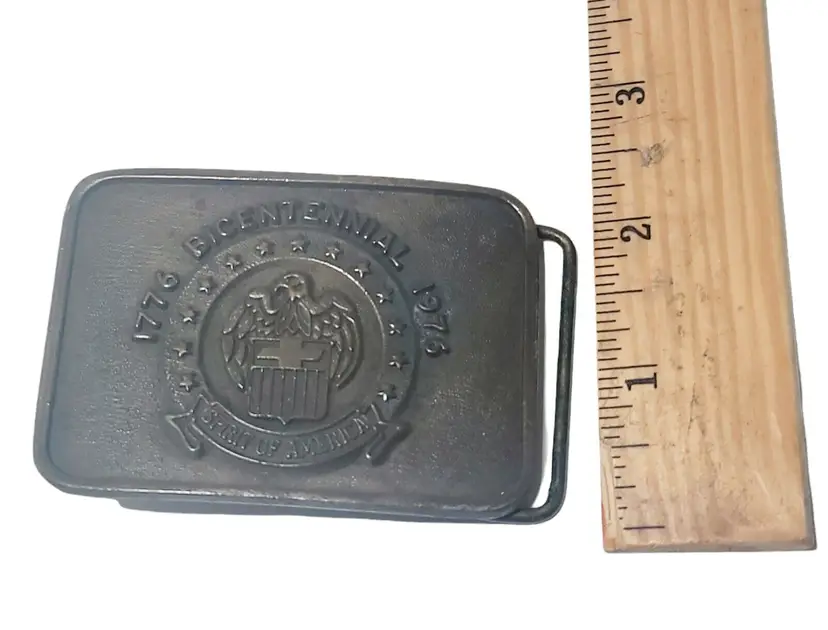 1776 BICENTENNIAL 1976
SPIRIT OF AMERICA
3
2
1